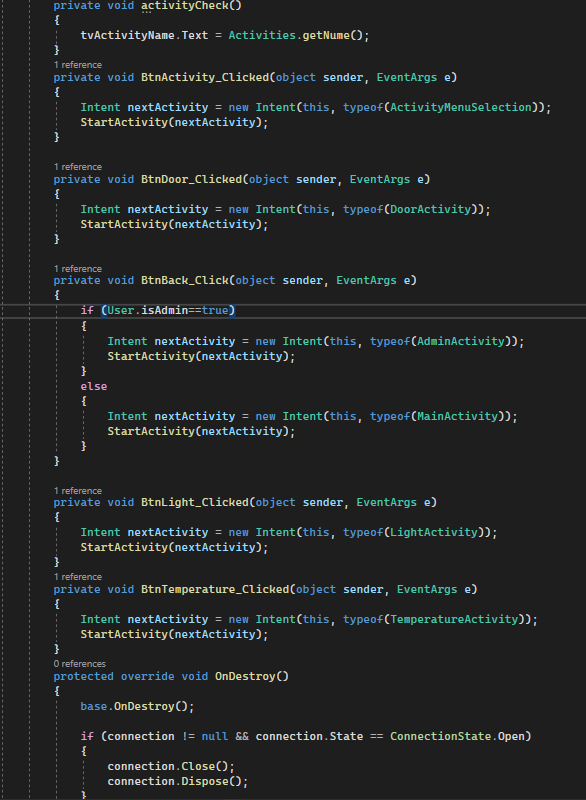 private void activityCheck()
{
tvActivityName.Text = Activities.getNume();
}
1 reference
private void BtnActivity_Clicked(object sender, EventArgs e)
{
Intent nextActivity = new Intent(this, typeof(ActivityMenuSelection));
StartActivity(nextActivity);
}
1 reference
private void BtnDoor_Clicked(object sender, EventArgs e)
{
Intent nextActivity = new Intent(this, typeof(DoorActivity));
StartActivity(nextActivity);
}
1 reference
private void BtnBack_Click(object sender, EventArgs e)
{
if (User.isAdmin==true)
{
Intent nextActivity = new Intent(this, typeof(AdminActivity));
StartActivity(nextActivity);
}
else
{
Intent nextActivity = new Intent(this, typeof(MainActivity));
StartActivity(nextActivity);
}
}
1 reference
private void BtnLight_Clicked(object sender, EventArgs e)
{
Intent nextActivity = new Intent(this, typeof(LightActivity));
StartActivity(nextActivity);
}
1 reference
private void BtnTemperature_Clicked(object sender, EventArgs e)
{
Intent nextActivity = new Intent(this, typeof(TemperatureActivity));
StartActivity(nextActivity);
}
0 references
protected override void OnDestroy()
{
base.OnDestroy();
if (connection != null && connection.State == ConnectionState.Open)
{
connection.Close();
connection.Dispose();
}